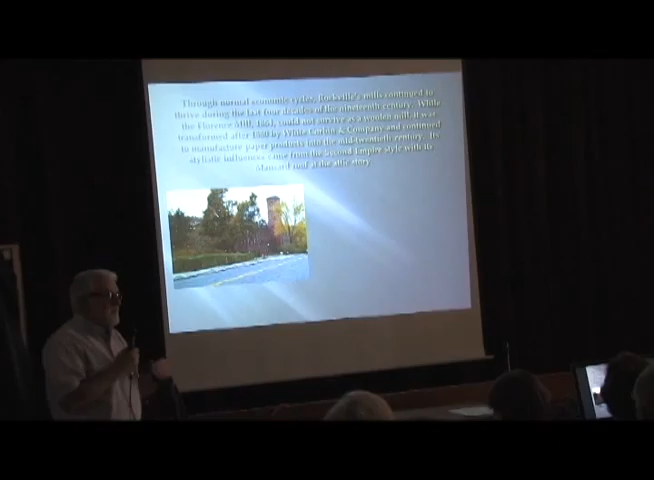 Through normal economic cycles, Rockville's mills continued to
thrive during the last four decades of the nineteenth century. While
the Florence Mill, 1864, could not survive as a woolen mill, it was
transformed after 1880 by White Corbin & Company and continued
to manufacture paper products into the mid-twentieth century. Its
stylistic influences came from the Second Empire style with its
Mansard roof at the attic story